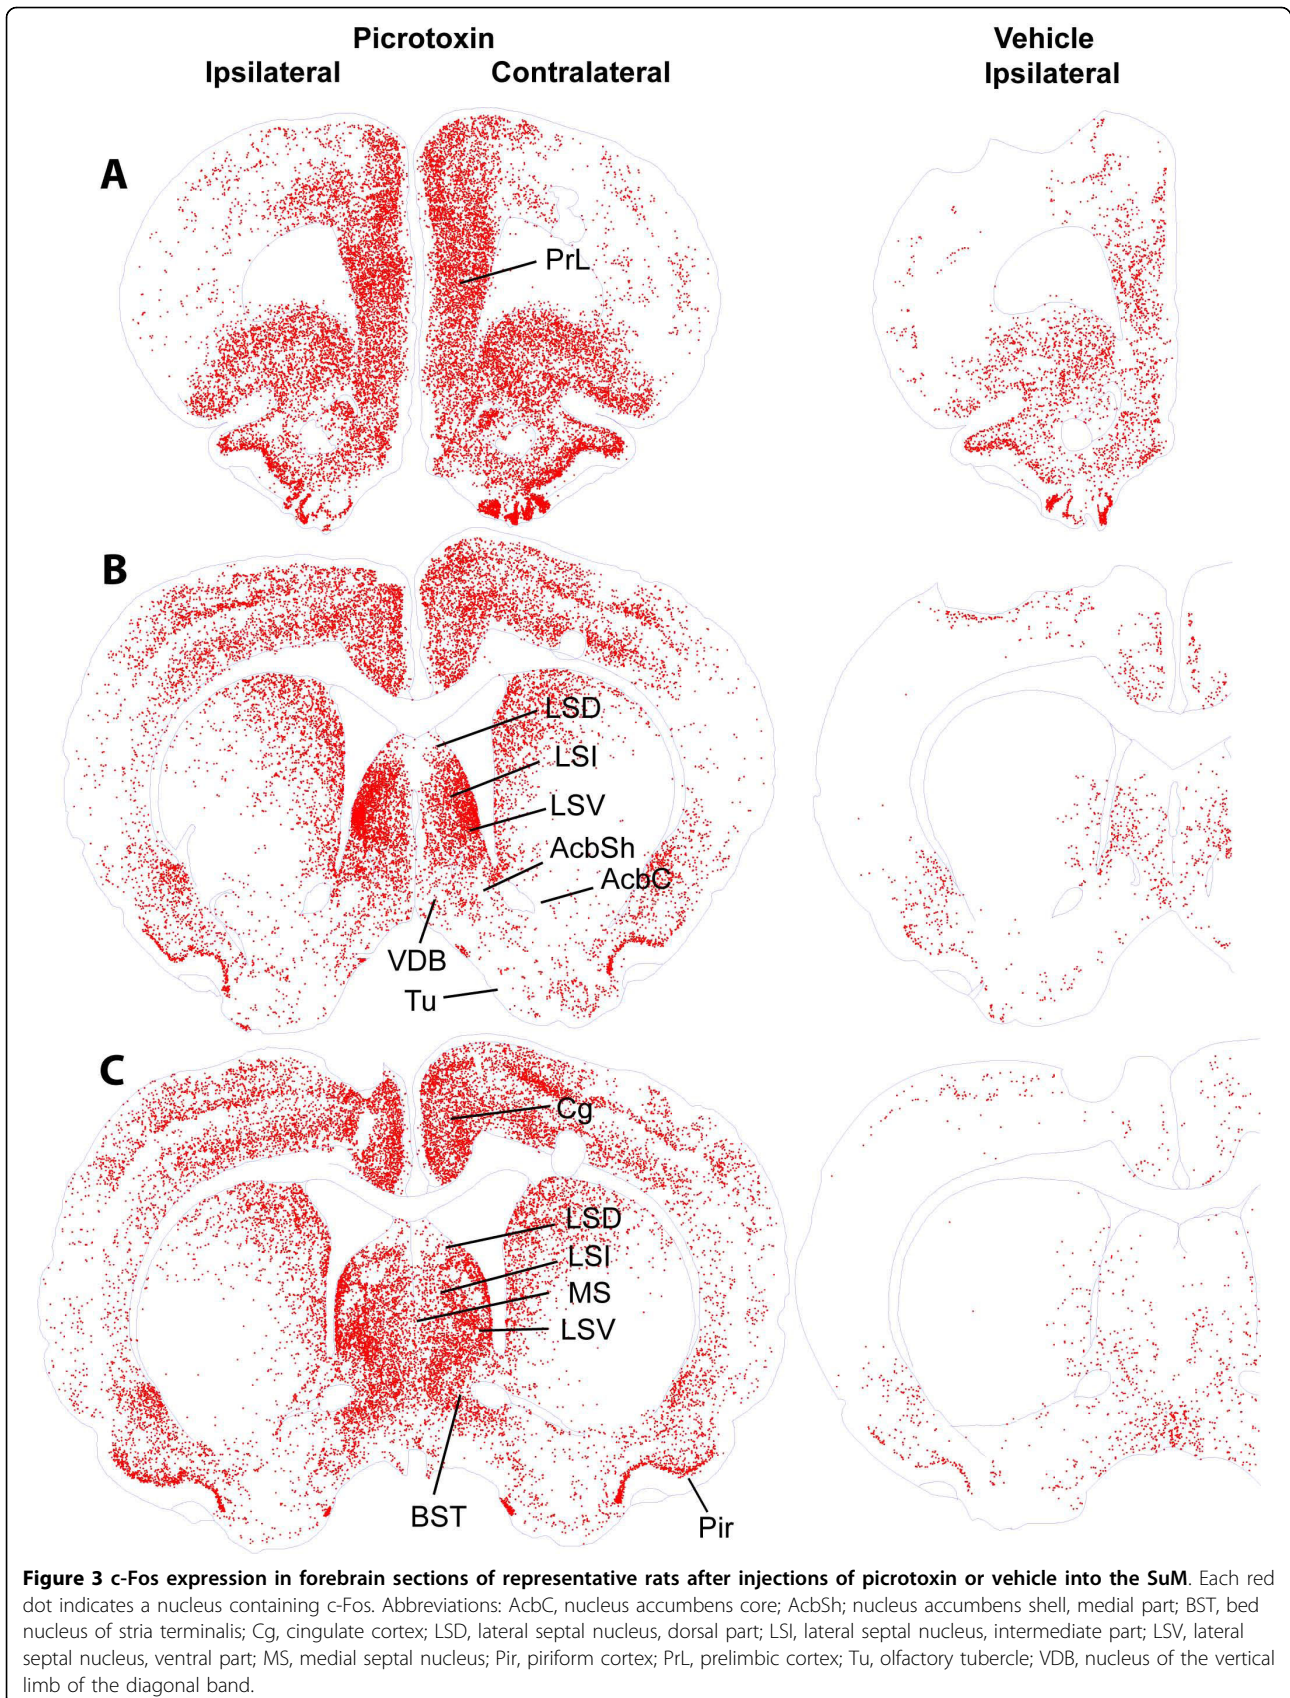 Picrotoxin
Vehicle
Ipsilateral
Contralateral
Ipsilateral
A
PrL
B
LSD
LSI
LSV
AcbSh
AcbC
VDB
Tu
C
Cg
LSD
LSI
MS
LSV
BST
Pir
Figure 3 c-Fos expression in forebrain sections of representative rats after injections of picrotoxin or vehicle into the SuM. Each red
dot indicates a nucleus containing c-Fos. Abbreviations: AcbC, nucleus accumbens core; AcbSh; nucleus accumbens shell, medial part; BST, bed
nucleus of stria terminalis; Cg, cingulate cortex; LSD, lateral septal nucleus, dorsal part; LSI, lateral septal nucleus, intermediate part; LSV, lateral
septal nucleus, ventral part; MS, medial septal nucleus; Pir, piriform cortex; PrL, prelimbic cortex; Tu, olfactory tubercle; VDB, nucleus of the vertical
limb of the diagonal band.